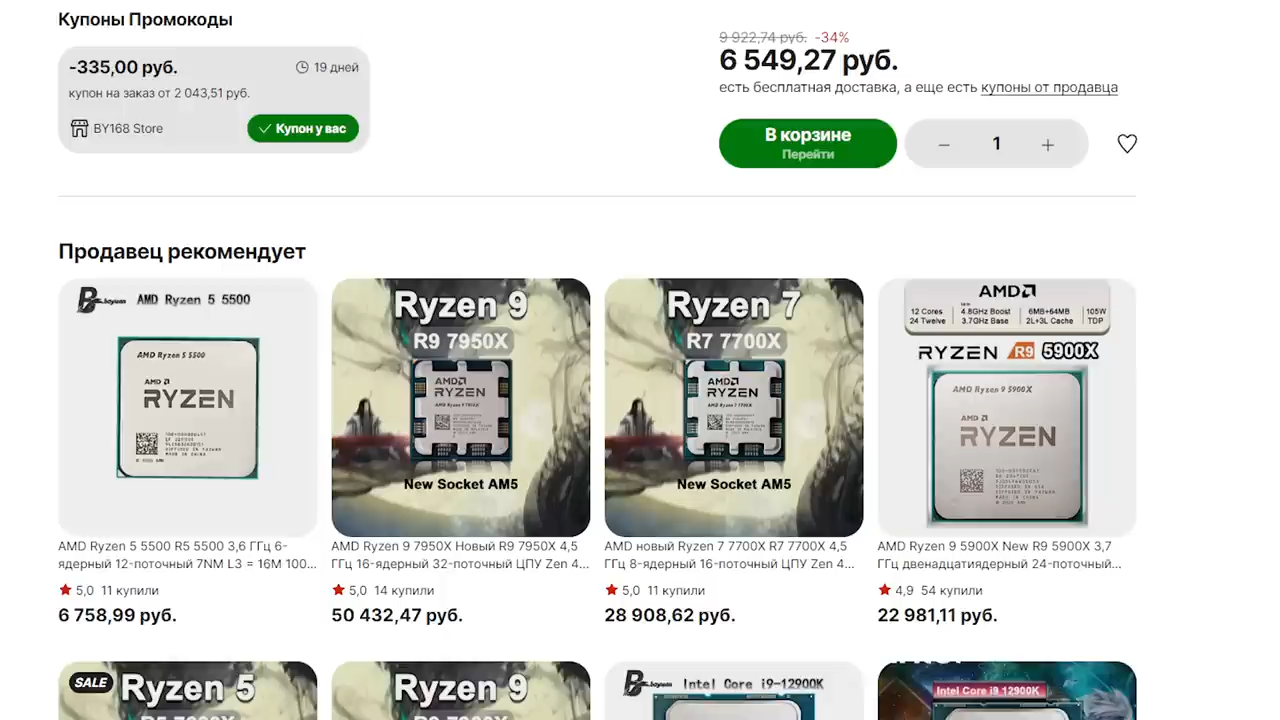 Купоны Промокоды
-335,00 руб.
19 дней
купон на заказ от 2 043,51 руб.
BY168 Store
Купон у вас
9 922,74 руб. -34%
6 549,27 руб.
есть бесплатная доставка, а еще есть купоны от продавца
В корзине
Перейти
− 1 +
Продавец рекомендует
AMD Ryzen 5 5500
AMD Ryzen 5 5500
AMD
RYZEN
AMD Ryzen 5 5500 R5 5500 3,6 ГГц 6-
ядерный 12-поточный 7NM L3 = 16M 100...
5,0 11 купили
6 758,99 руб.
Ryzen 9
R9 7950X
AMD
RYZEN
New Socket AM5
AMD Ryzen 9 7950X Новый R9 7950X 4,5
ГГц 16-ядерный 32-поточный ЦПУ Zen 4...
5,0 14 купили
50 432,47 руб.
Ryzen 7
R7 7700X
AMD
RYZEN
New Socket AM5
AMD новый Ryzen 7 7700X R7 7700X 4,5
ГГц 8-ядерный 16-поточный ЦПУ Zen 4...
5,0 11 купили
28 908,62 руб.
AMD
12 Cores
24 Twelve
4.8GHz Boost
3.7GHz Base
6MB+64MB
2L+3L Cache
105W
TDP
RYZEN R9 5900X
AMD Ryzen 9 5900X
AMD
RYZEN
AMD Ryzen 9 5900X New R9 5900X 3,7
ГГц двенадцатиядерный 24-поточный...
4,9 54 купили
22 981,11 руб.
SALE
Ryzen 5
Ryzen 9
Intel Core i9-12900K
Intel Core i9 12900K